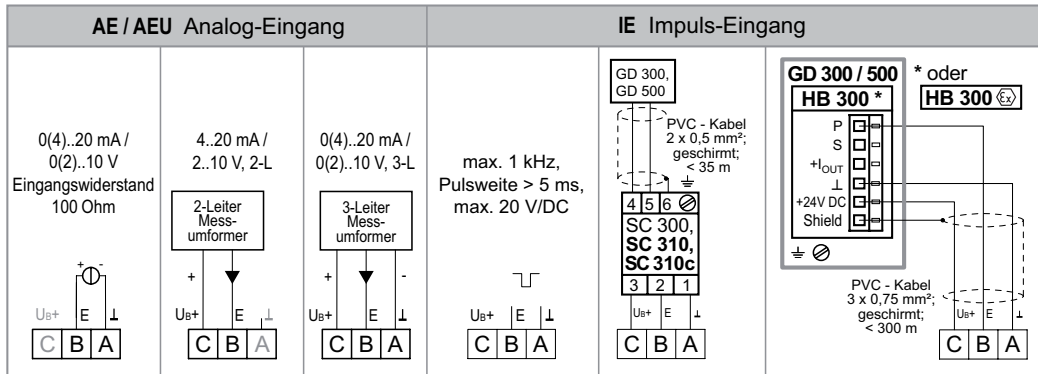 AE / AEU Analog-Eingang
IE Impuls-Eingang
0(4)..20 mA /
0(2)..10 V
Eingangswiderstand
100 Ohm
+ -
UB+ E ⊥
C B A
4..20 mA /
2..10 V, 2-L
2-Leiter
Mess-
umformer
+
UB+ E ⊥
C B A
0(4)..20 mA /
0(2)..10 V, 3-L
3-Leiter
Mess-
umformer
+ -
UB+ E ⊥
C B A
max. 1 kHz,
Pulsweite > 5 ms,
max. 20 V/DC
UB+ E ⊥
C B A
GD 300,
GD 500
PVC - Kabel
2 x 0,5 mm²;
geschirmt;
< 35 m
4 5 6
SC 300,
SC 310,
SC 310c
3 2 1
UB+ E ⊥
C B A
GD 300 / 500
HB 300 *
* oder
HB 300 Ex
P
S
+IOUT
⊥
+24V DC
Shield
PVC - Kabel
3 x 0,75 mm²;
geschirmt;
< 300 m
UB+ E ⊥
C B A